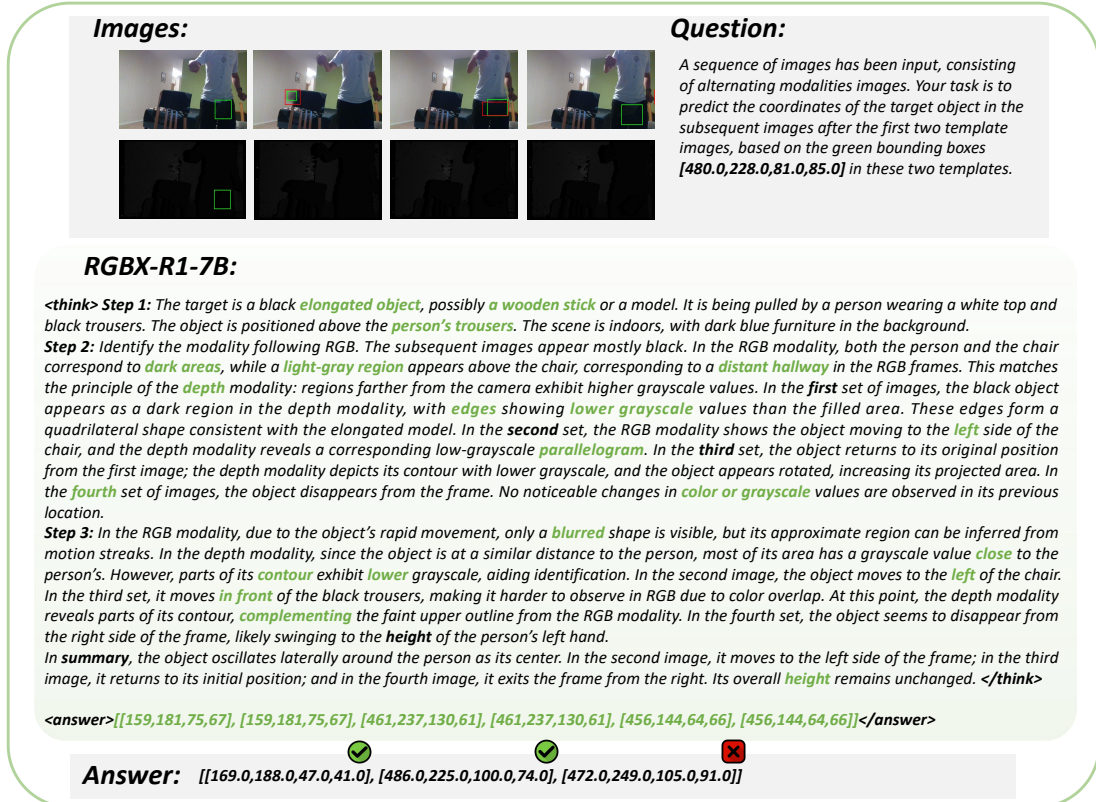 Images:
Question:
A sequence of images has been input, consisting
of alternating modalities images. Your task is to
predict the coordinates of the target object in the
subsequent images after the first two template
images, based on the green bounding boxes
[480.0,228.0,81.0,85.0] in these two templates.
RGBX-R1-7B:
<think> Step 1: The target is a black elongated object, possibly a wooden stick or a model. It is being pulled by a person wearing a white top and
black trousers. The object is positioned above the person's trousers. The scene is indoors, with dark blue furniture in the background.
Step 2: Identify the modality following RGB. The subsequent images appear mostly black. In the RGB modality, both the person and the chair
correspond to dark areas, while a light-gray region appears above the chair, corresponding to a distant hallway in the RGB frames. This matches
the principle of the depth modality: regions farther from the camera exhibit higher grayscale values. In the first set of images, the black object
appears as a dark region in the depth modality, with edges showing lower grayscale values than the filled area. These edges form a
quadrilateral shape consistent with the elongated model. In the second set, the RGB modality shows the object moving to the left side of the
chair, and the depth modality reveals a corresponding low-grayscale parallelogram. In the third set, the object returns to its original position
from the first image; the depth modality depicts its contour with lower grayscale, and the object appears rotated, increasing its projected area. In
the fourth set of images, the object disappears from the frame. No noticeable changes in color or grayscale values are observed in its previous
location.
Step 3: In the RGB modality, due to the object's rapid movement, only a blurred shape is visible, but its approximate region can be inferred from
motion streaks. In the depth modality, since the object is at a similar distance to the person, most of its area has a grayscale value close to the
person's. However, parts of its contour exhibit lower grayscale, aiding identification. In the second image, the object moves to the left of the chair.
In the third set, it moves in front of the black trousers, making it harder to observe in RGB due to color overlap. At this point, the depth modality
reveals parts of its contour, complementing the faint upper outline from the RGB modality. In the fourth set, the object seems to disappear from
the right side of the frame, likely swinging to the height of the person's left hand.
In summary, the object oscillates laterally around the person as its center. In the second image, it moves to the left side of the frame; in the third
image, it returns to its initial position; and in the fourth image, it exits the frame from the right. Its overall height remains unchanged. </think>
<answer>[[159,181,75,67], [159,181,75,67], [461,237,130,61], [461,237,130,61], [456,144,64,66], [456,144,64,66]]</answer>
Answer: [[169.0,188.0,47.0,41.0], [486.0,225.0,100.0,74.0], [472.0,249.0,105.0,91.0]]